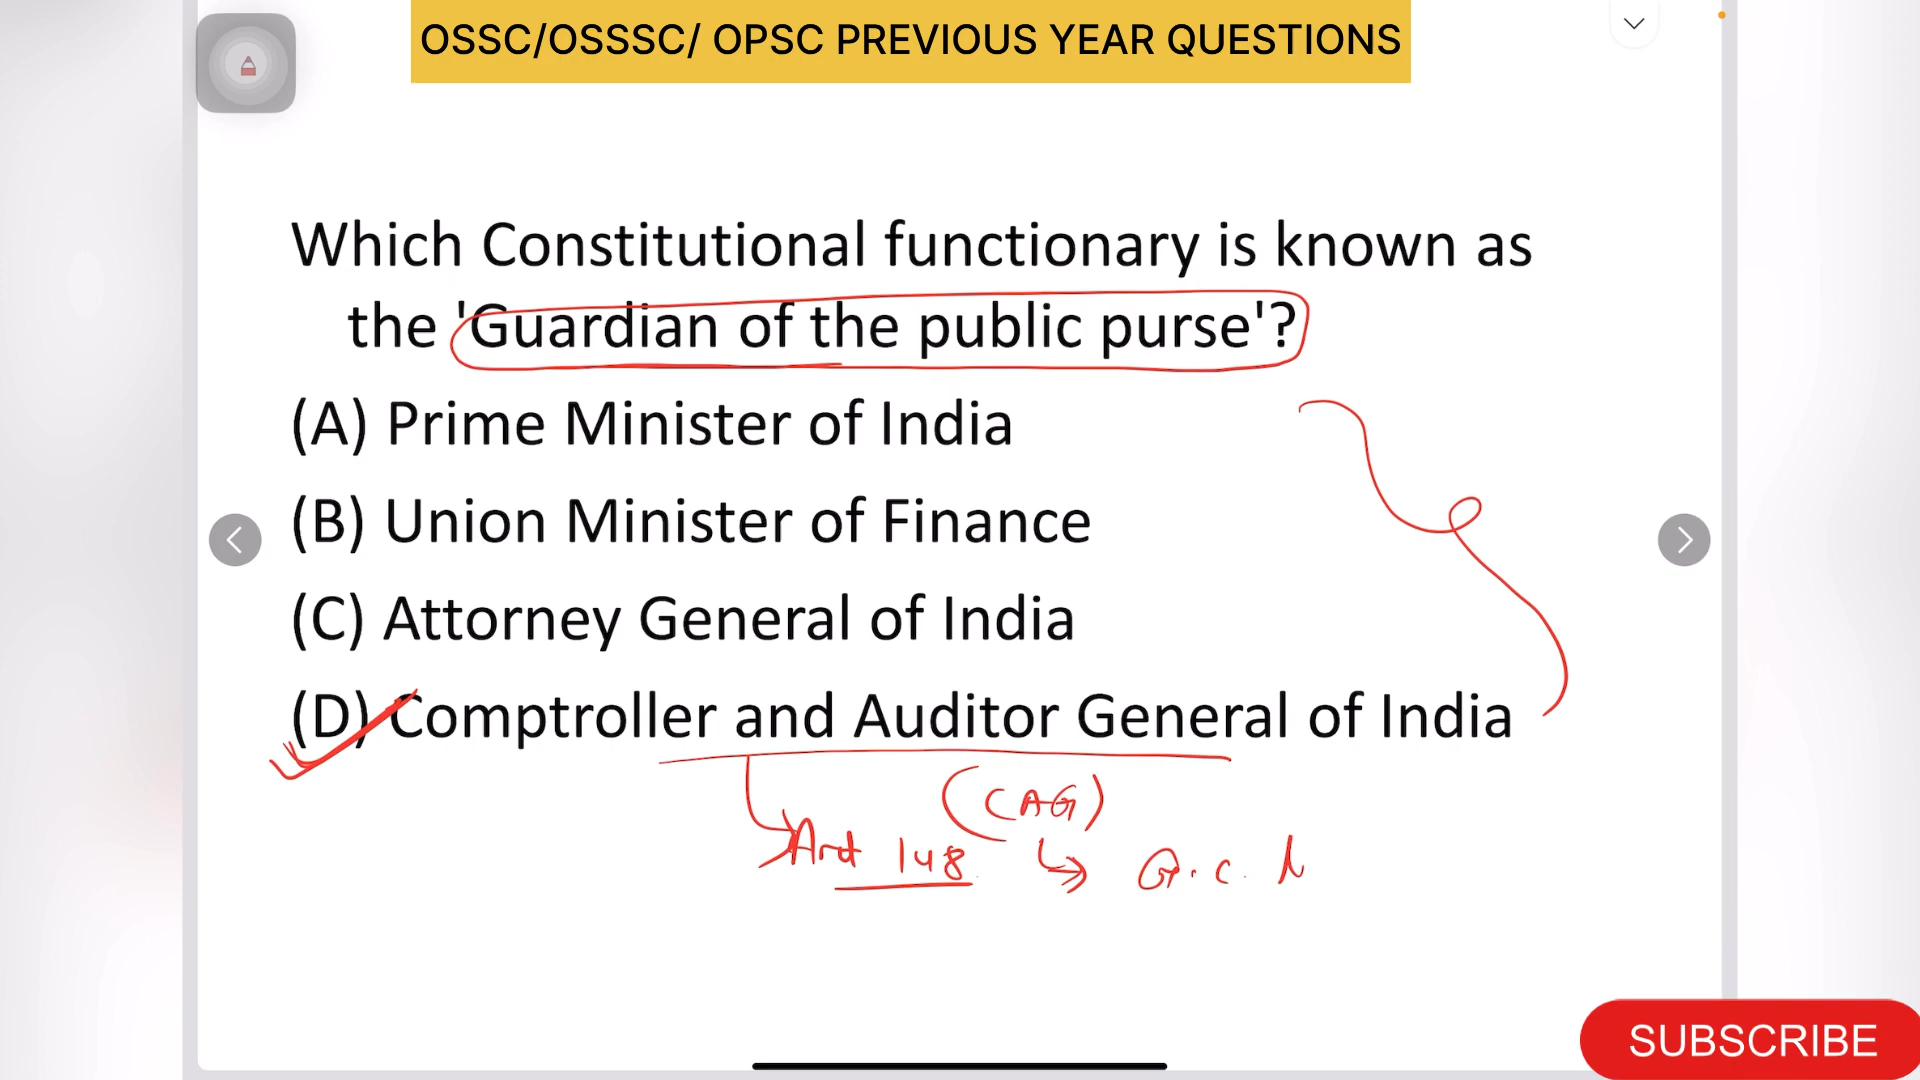 OSSC/OSSSC/ OPSC PREVIOUS YEAR QUESTIONS
Which Constitutional functionary is known as
the 'Guardian of the public purse'?
(A) Prime Minister of India
(B) Union Minister of Finance
(C) Attorney General of India
(D) Comptroller and Auditor General of India
(CAG)
Art 148
G.C.
SUBSCRIBE